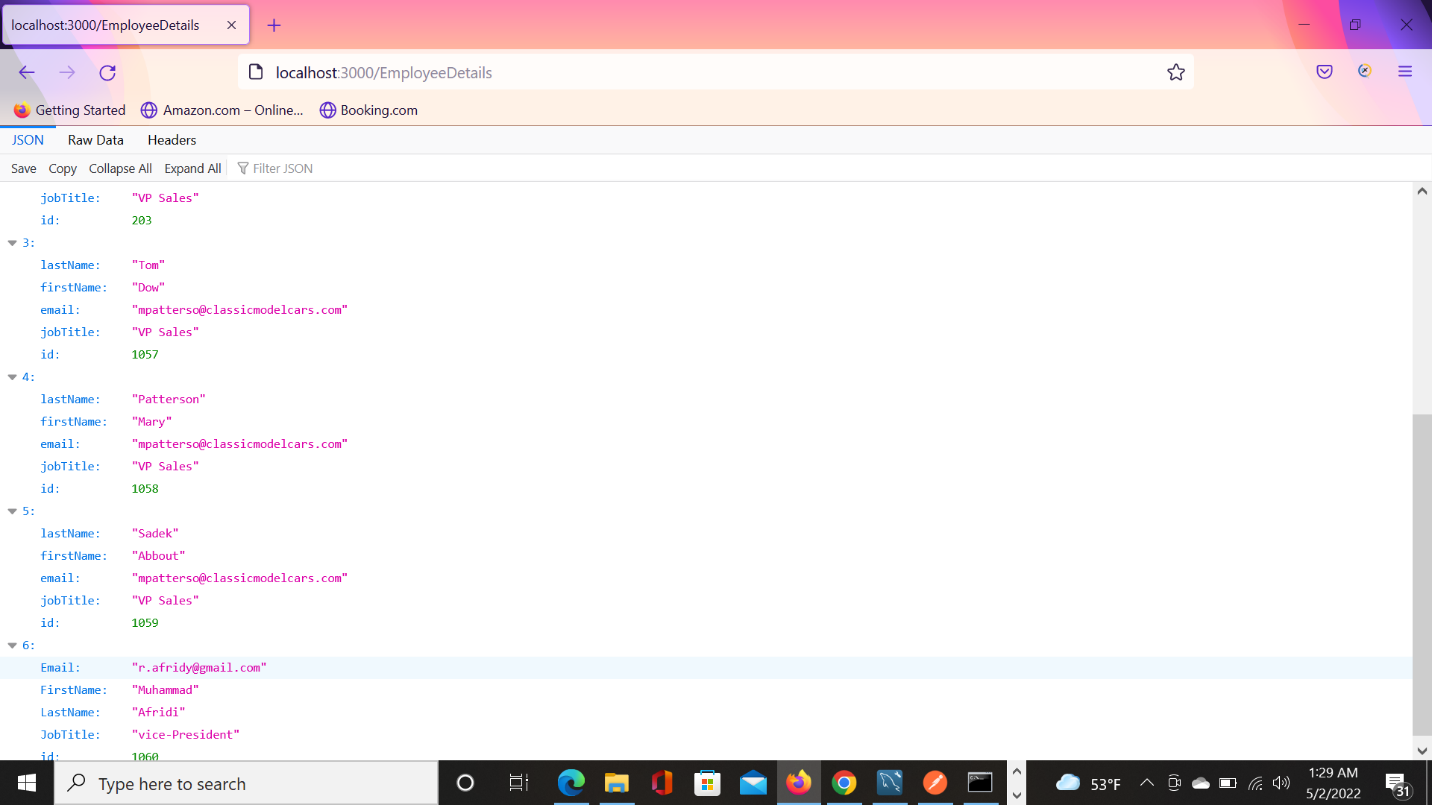 localhost:3000/EmployeeDetails
localhost:3000/EmployeeDetails
Getting Started Amazon.com – Online... Booking.com
JSON Raw Data Headers
Save Copy Collapse All Expand All Filter JSON
jobTitle: "VP Sales"
id: 203
3:
lastName: "Tom"
firstName: "Dow"
email: "mpatterso@classicmodelcars.com"
jobTitle: "VP Sales"
id: 1057
4:
lastName: "Patterson"
firstName: "Mary"
email: "mpatterso@classicmodelcars.com"
jobTitle: "VP Sales"
id: 1058
5:
lastName: "Sadek"
firstName: "Abbout"
email: "mpatterso@classicmodelcars.com"
jobTitle: "VP Sales"
id: 1059
6:
Email: "r.afridy@gmail.com"
FirstName: "Muhammad"
LastName: "Afridi"
JobTitle: "vice-President"
id: 1060
Type here to search 53°F 1:29 AM
5/2/2022 31